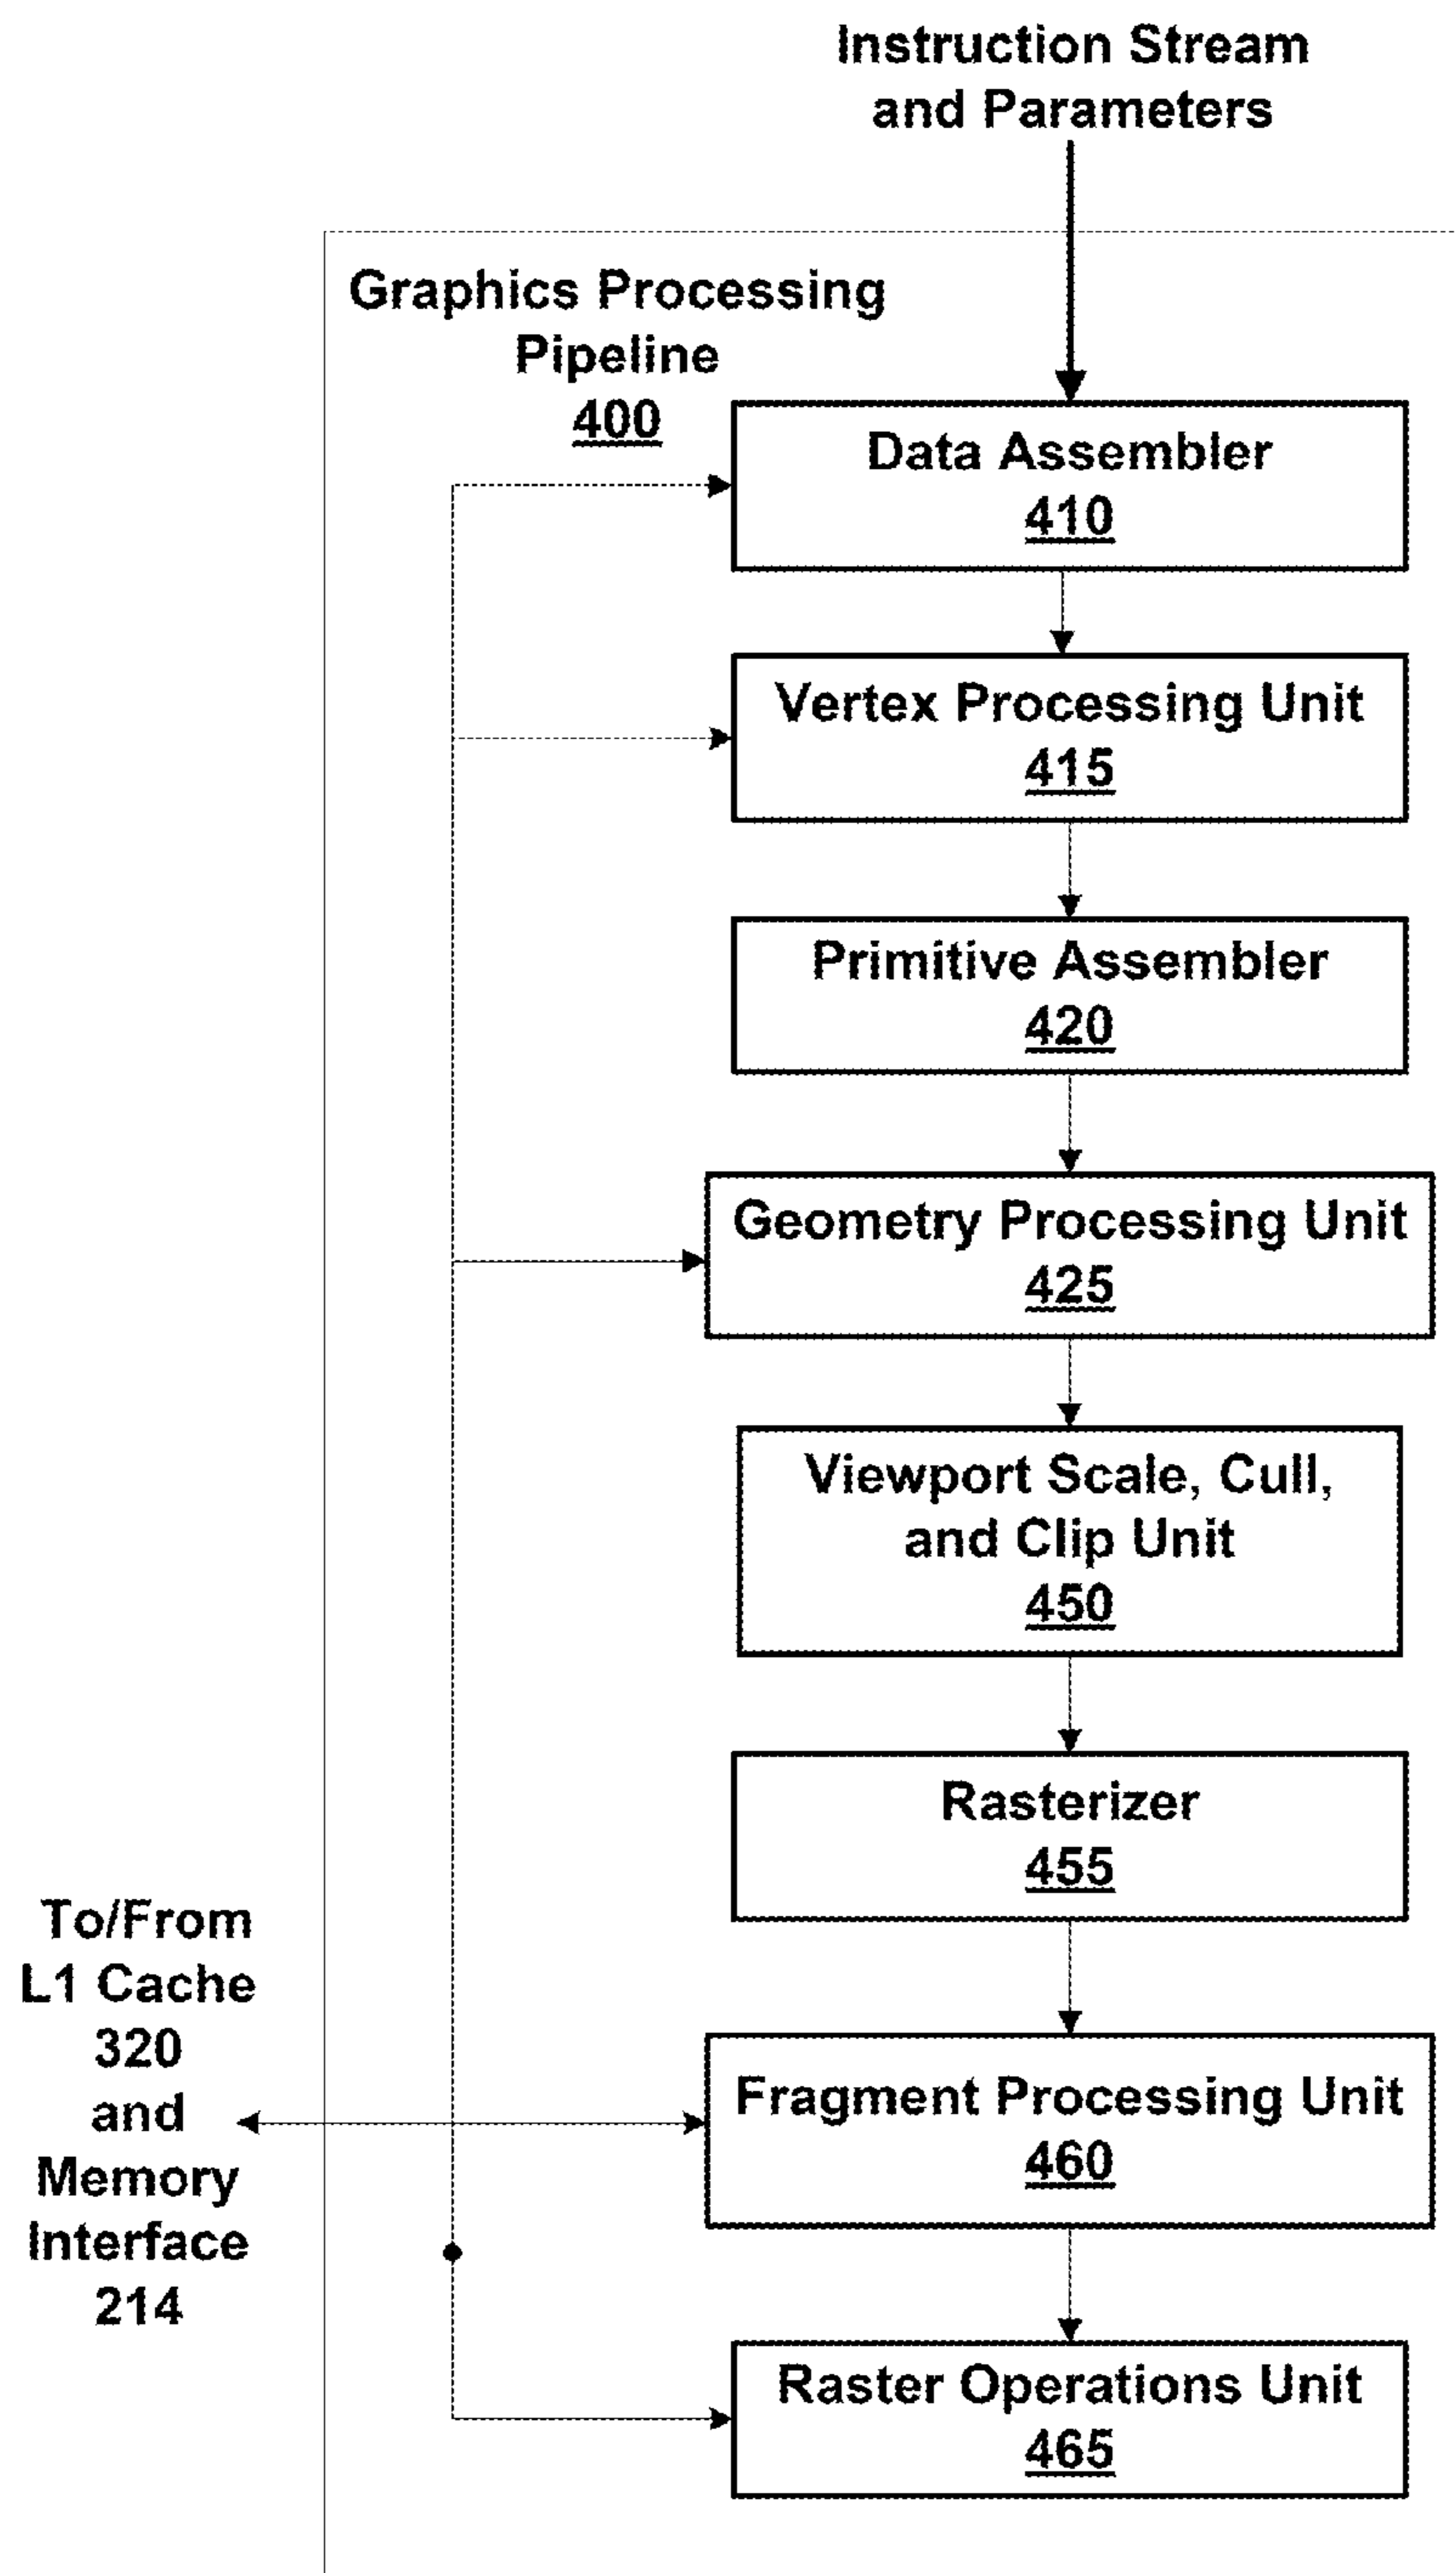 Instruction Stream
and Parameters
Graphics Processing
Pipeline
400
Data Assembler
410
Vertex Processing Unit
415
Primitive Assembler
420
Geometry Processing Unit
425
Viewport Scale, Cull,
and Clip Unit
450
Rasterizer
455
To/From
L1 Cache
320
and
Memory
Interface
214
Fragment Processing Unit
460
Raster Operations Unit
465